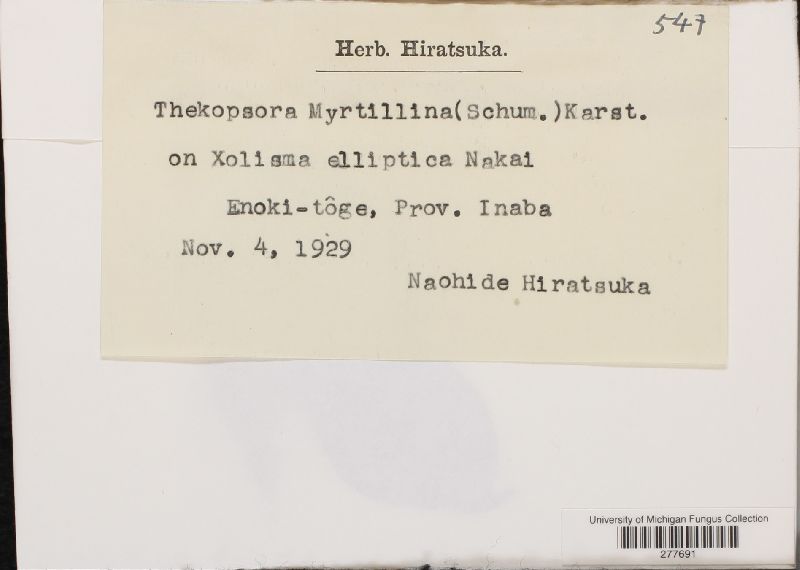 547
Herb. Hiratsuka.
Thekopsora Myrtillina(Schum.)Karst.
on Xolisma elliptica Nakai
Enoki-tôge, Prov. Inaba
Nov. 4, 1929
Naohide Hiratsuka
University of Michigan Fungus Collection
277691